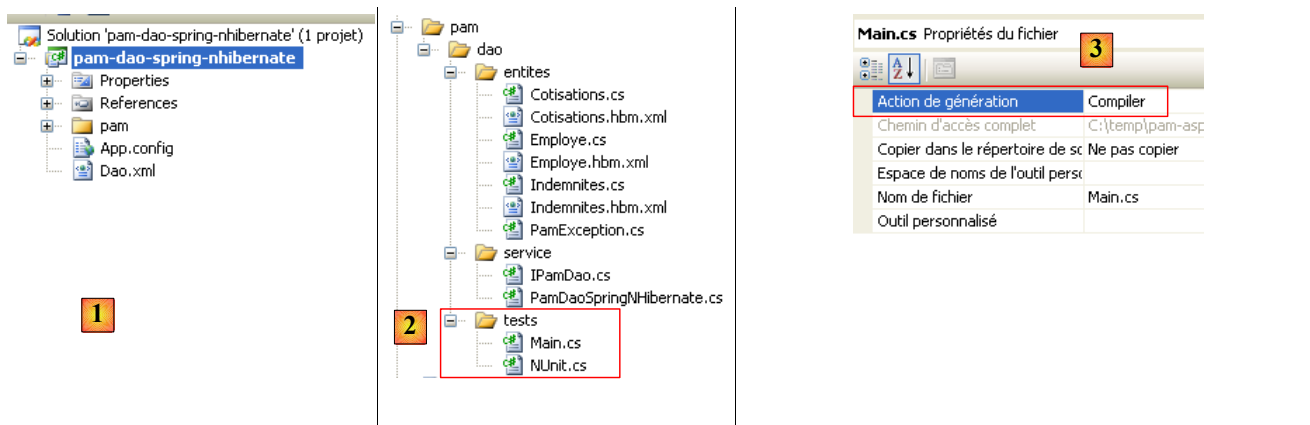 Solution 'pam-dao-spring-nhibernate' (1 projet)
pam-dao-spring-nhibernate
Properties
References
pam
App.config
Dao.xml
1
pam
dao
entites
Cotisations.cs
Cotisations.hbm.xml
Employe.cs
Employe.hbm.xml
Indemnites.cs
Indemnites.hbm.xml
PamException.cs
service
IPamDao.cs
PamDaoSpringNHibernate.cs
2
tests
Main.cs
NUnit.cs
Main.cs Propriétés du fichier
3
Action de génération Compiler
Chemin d'accès complet C:\temp\pam-asp
Copier dans le répertoire de so Ne pas copier
Espace de noms de l'outil perso
Nom de fichier Main.cs
Outil personnalisé